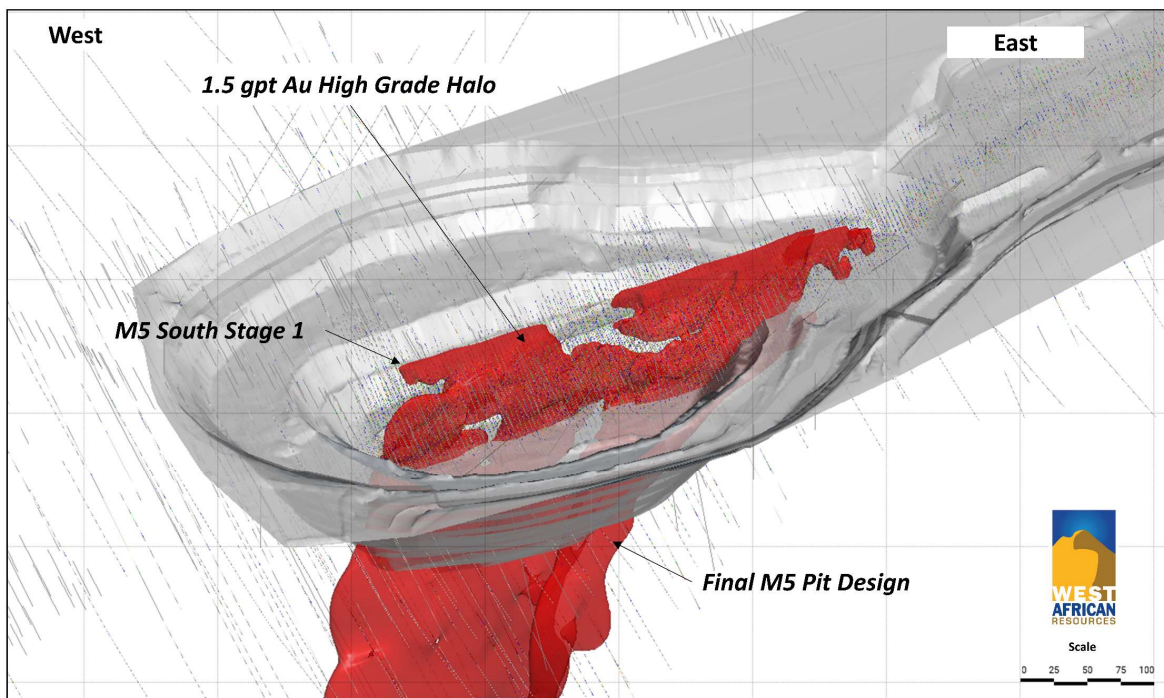 West
East
1.5 gpt Au High Grade Halo
M5 South Stage 1
Final M5 Pit Design
WEST
AFRICAN
RESOURCES
Scale
0 25 50 75 100